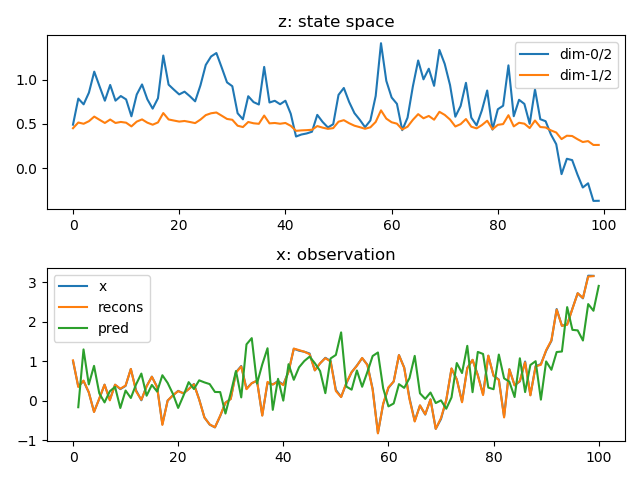 z: state space
dim-0/2
dim-1/2
1.0
0.5
0.0
0 20 40 60 80 100
x: observation
x
recons
pred
3
2
1
0
−1
0 20 40 60 80 100